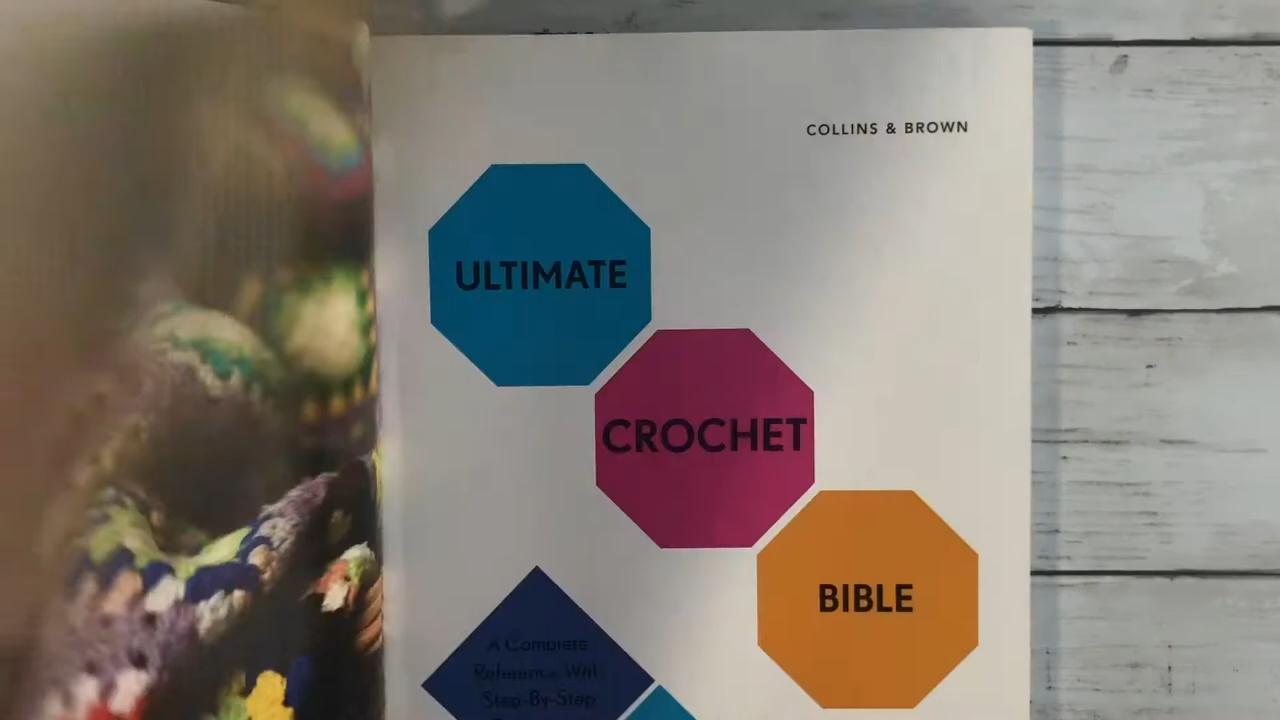 COLLINS & BROWN
ULTIMATE
CROCHET
BIBLE
A Complete
Reference With
Step-By-Step